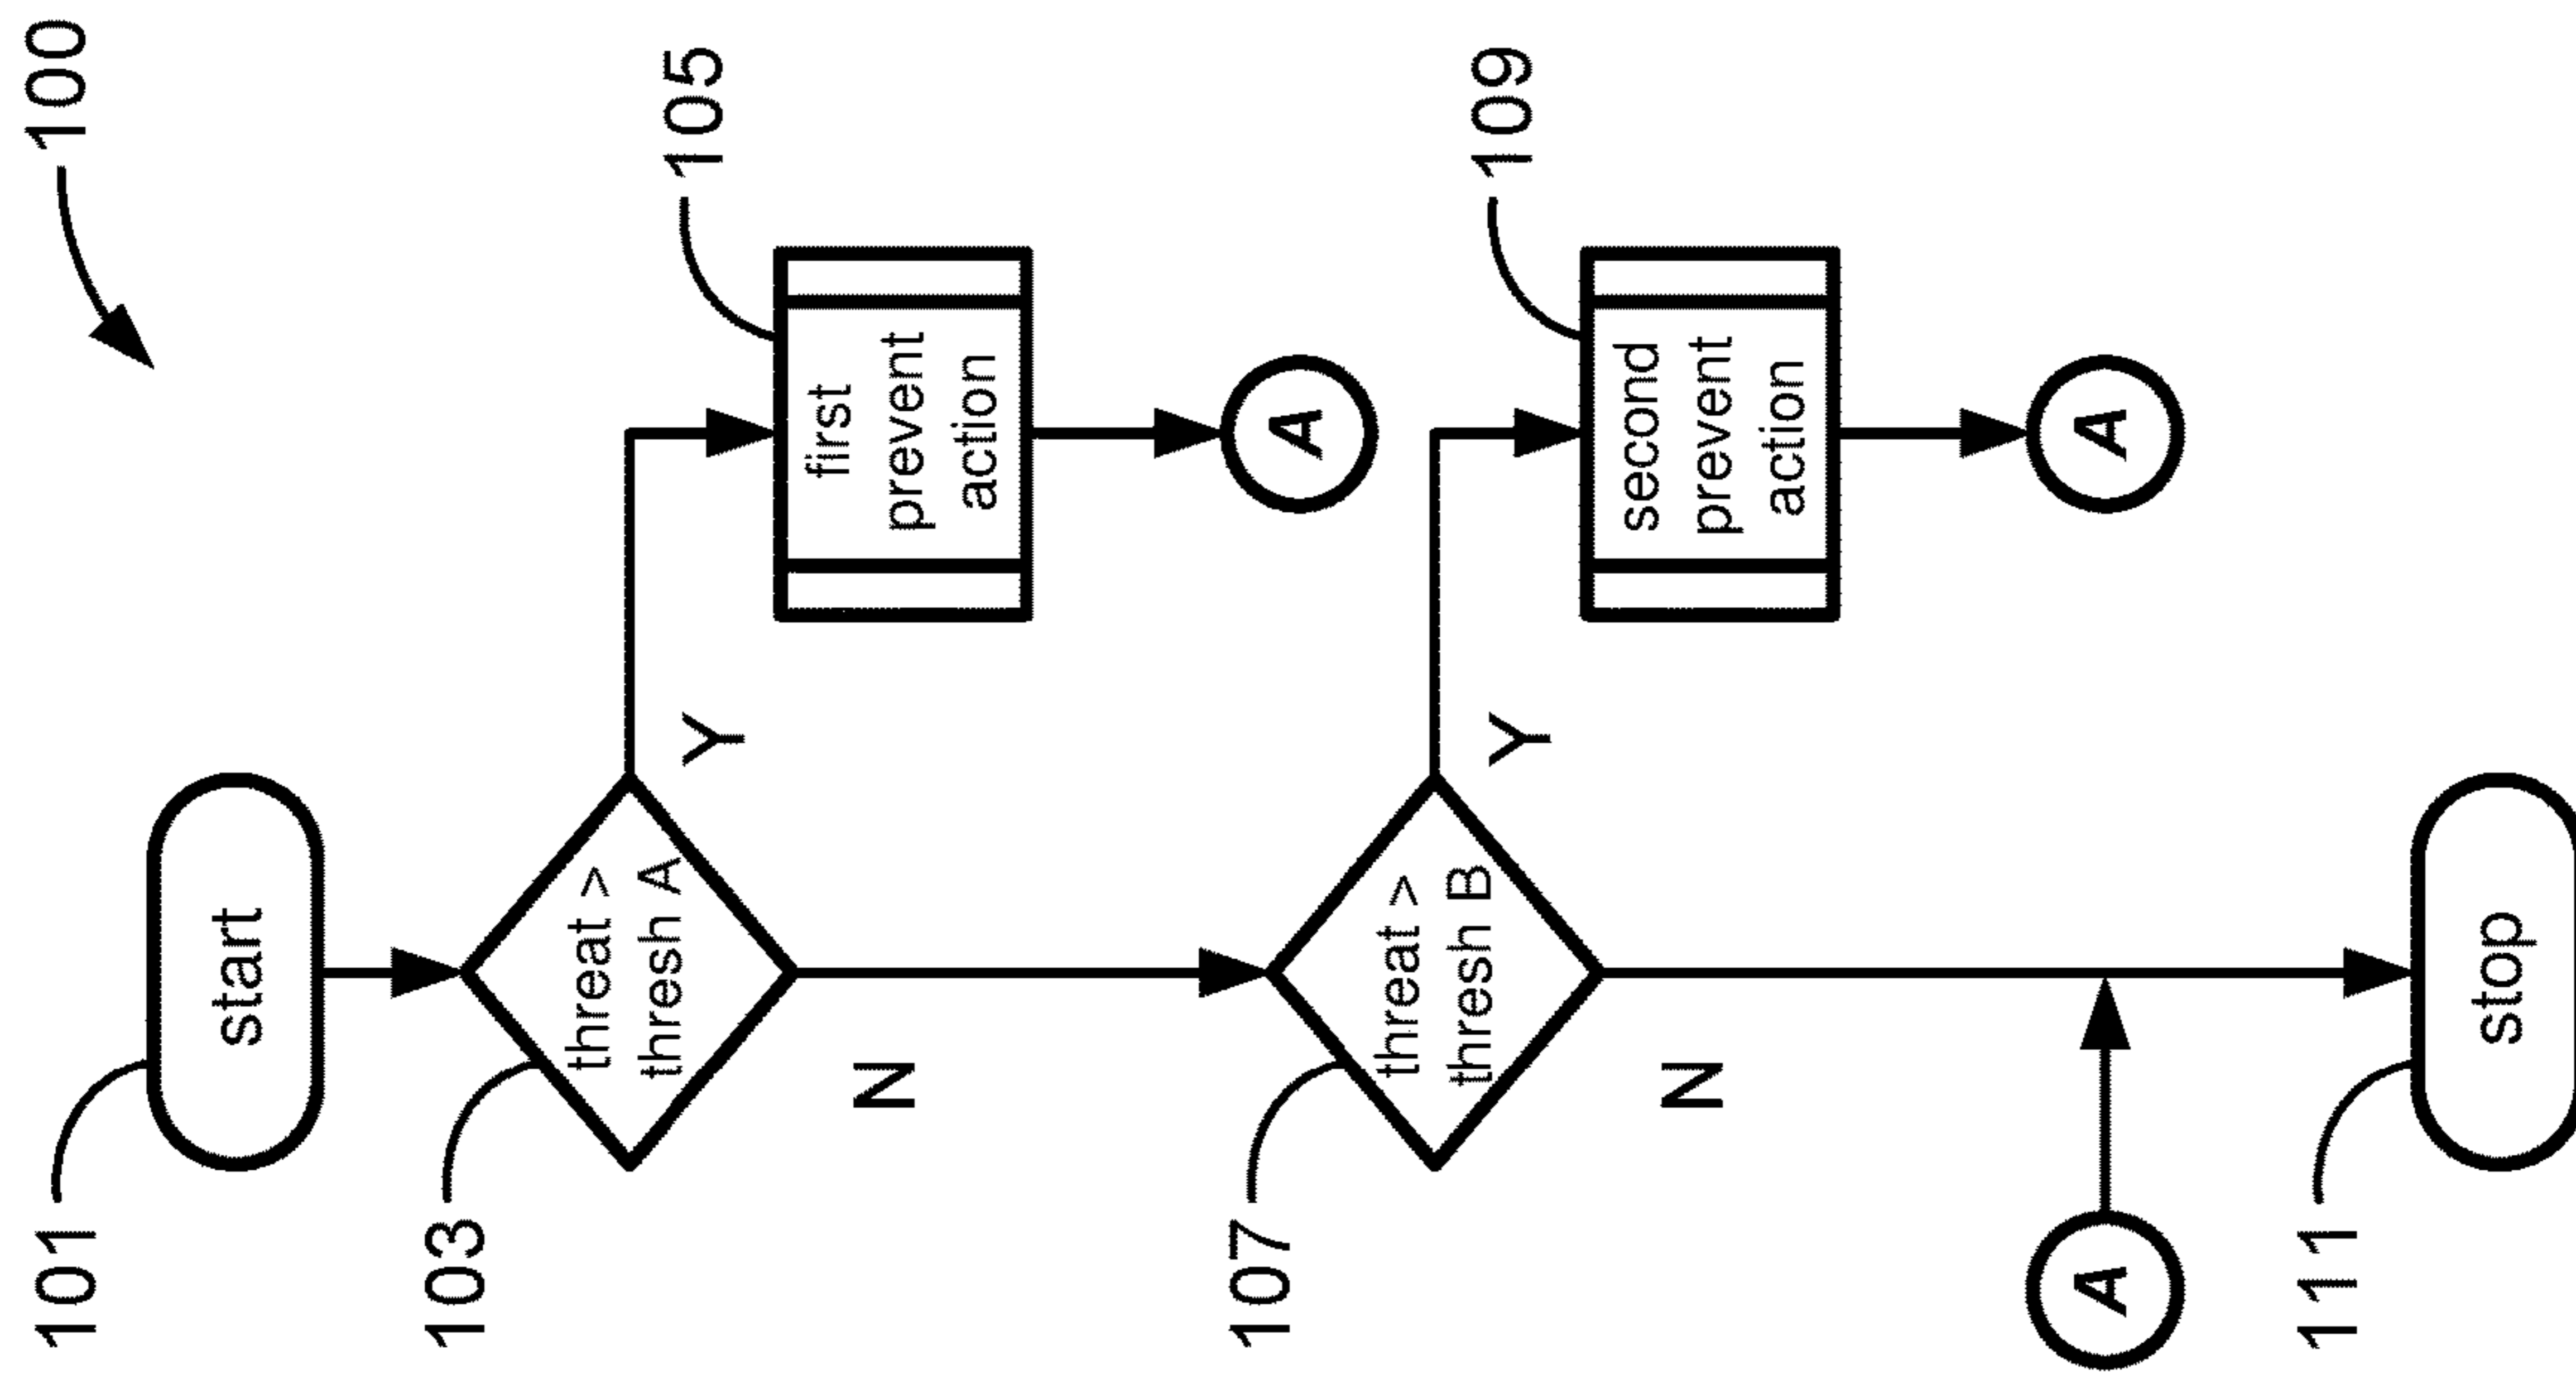 100
101
start
103
threat >
thresh A
Y
N
105
first
prevent
action
A
107
threat >
thresh B
Y
N
109
second
prevent
action
A
A
111
stop